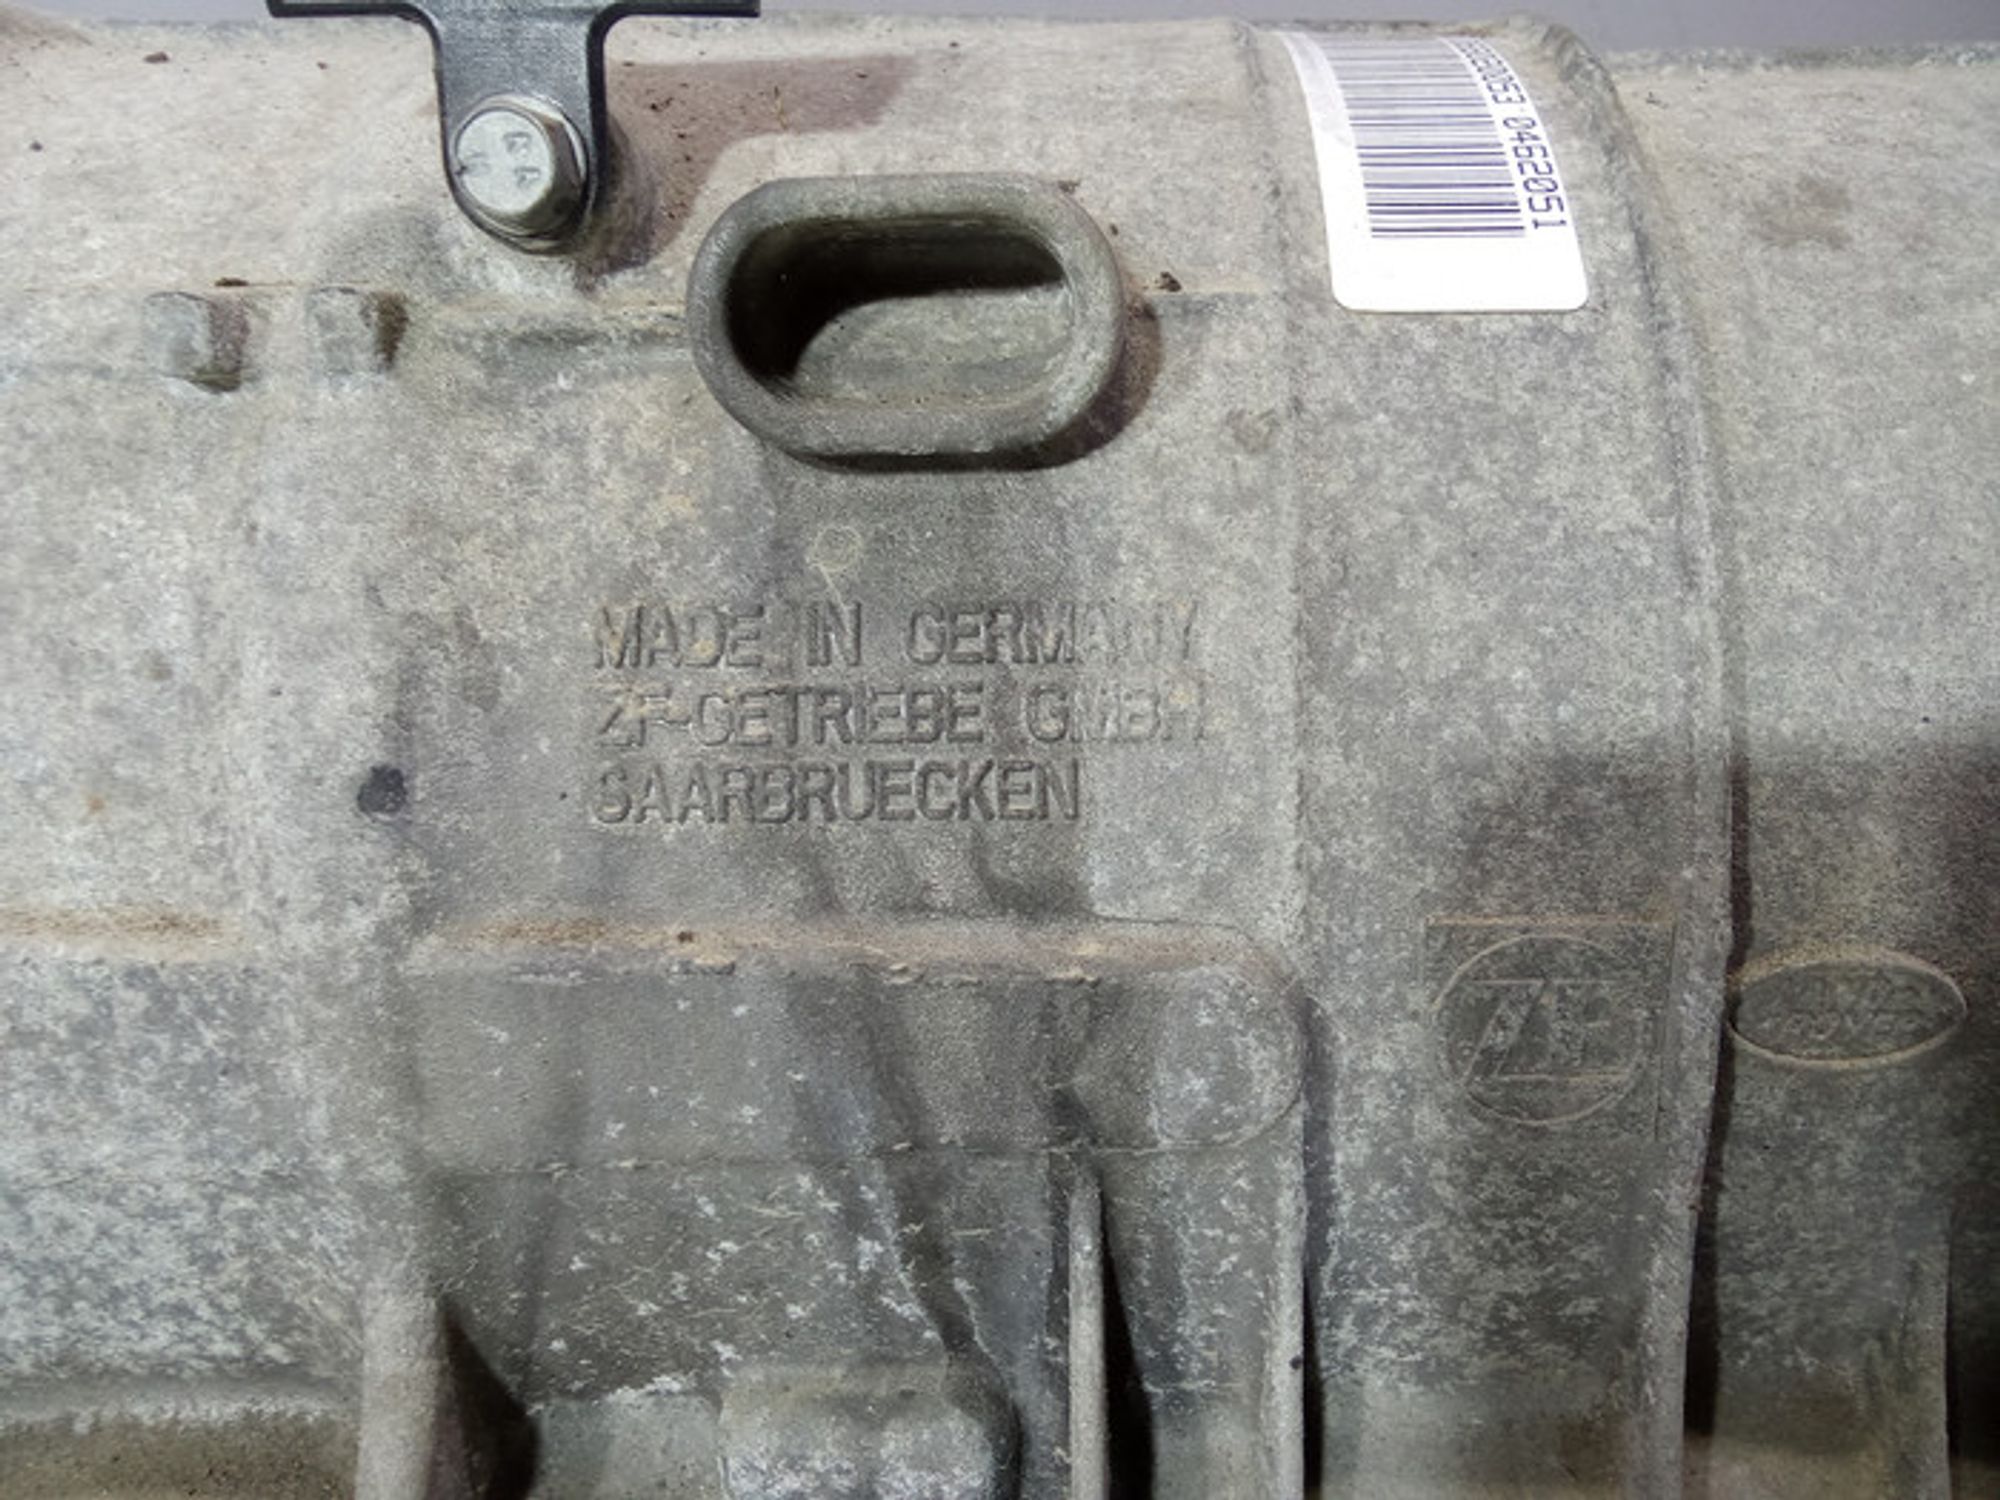 0462051
MADE IN GERMANY
ZF-GETRIEBE GMBH
SAARBRUECKEN
ZF